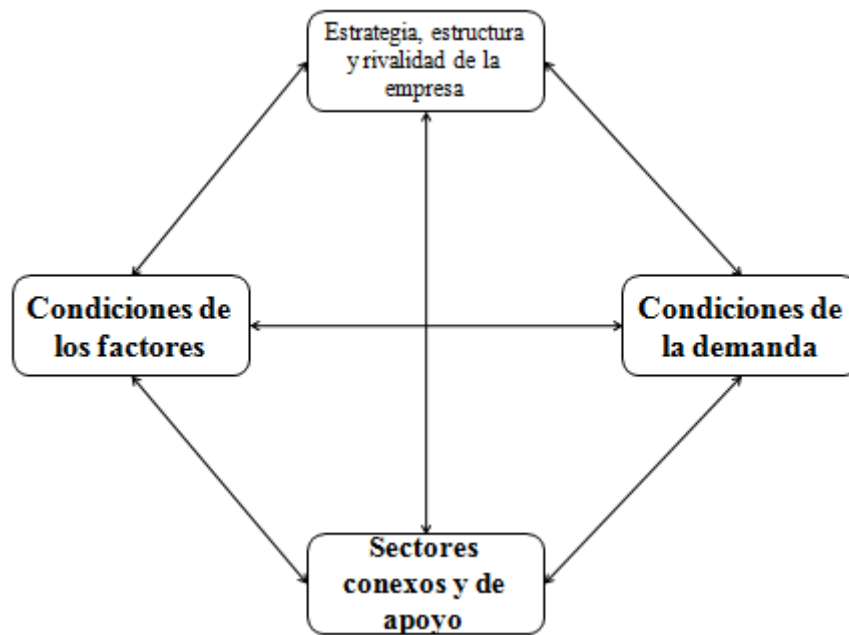 Estrategia, estructura
y rivalidad de la
empresa
Condiciones de
los factores
Condiciones de
la demanda
Sectores
conexos y de
apoyo